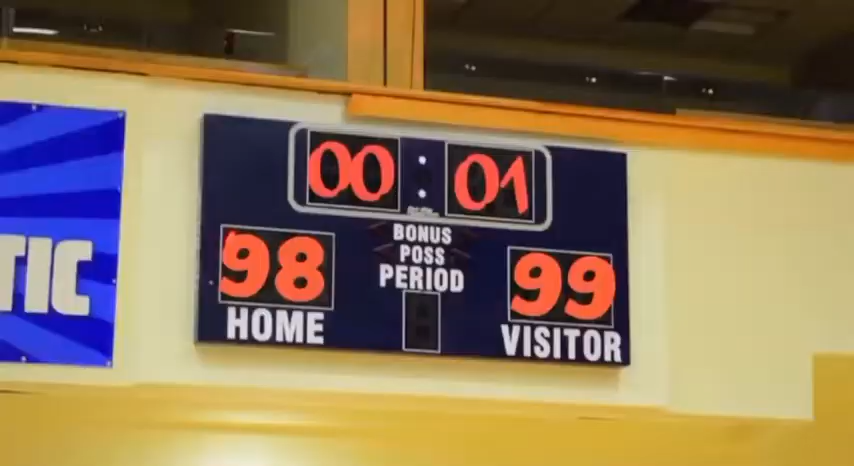 00:01
BONUS
POSS
PERIOD
98
99
HOME
VISITOR
TIC